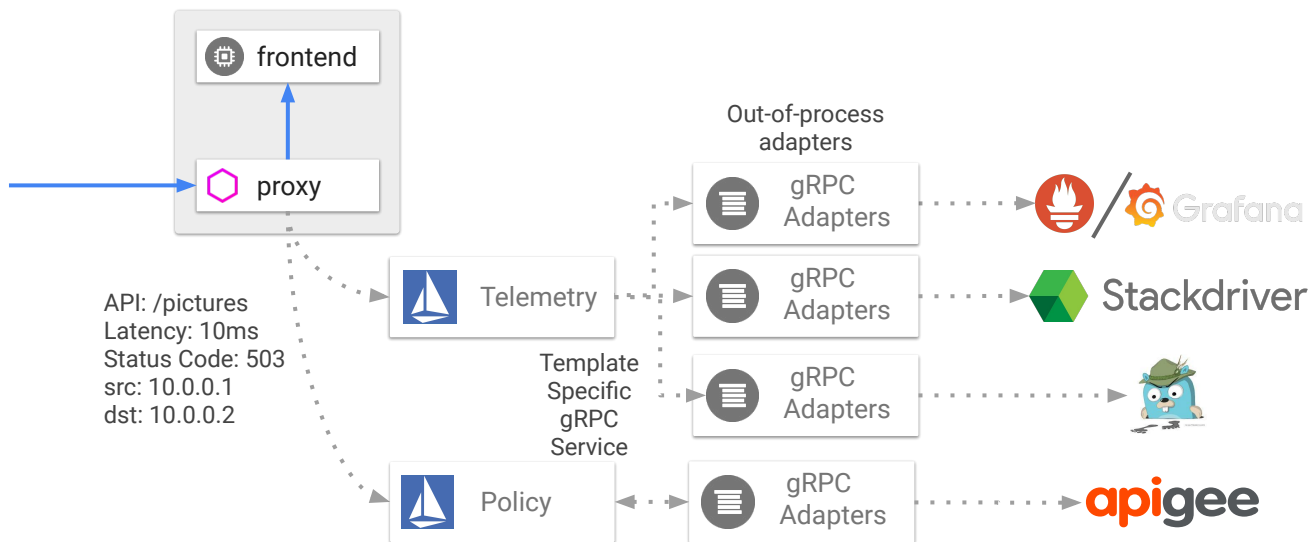 frontend
proxy
API: /pictures
Latency: 10ms
Status Code: 503
src: 10.0.0.1
dst: 10.0.0.2
Telemetry
Template
Specific
gRPC
Service
Policy
Out-of-process
adapters
gRPC
Adapters
Grafana
gRPC
Adapters
Stackdriver
gRPC
Adapters
gRPC
Adapters
apigee